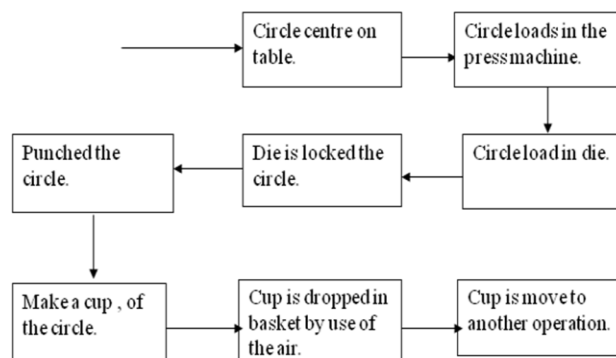 Circle centre on
table.
Circle loads in the
press machine.
Circle load in die.
Die is locked the
circle.
Punched the
circle.
Make a cup , of
the circle.
Cup is dropped in
basket by use of
the air.
Cup is move to
another operation.